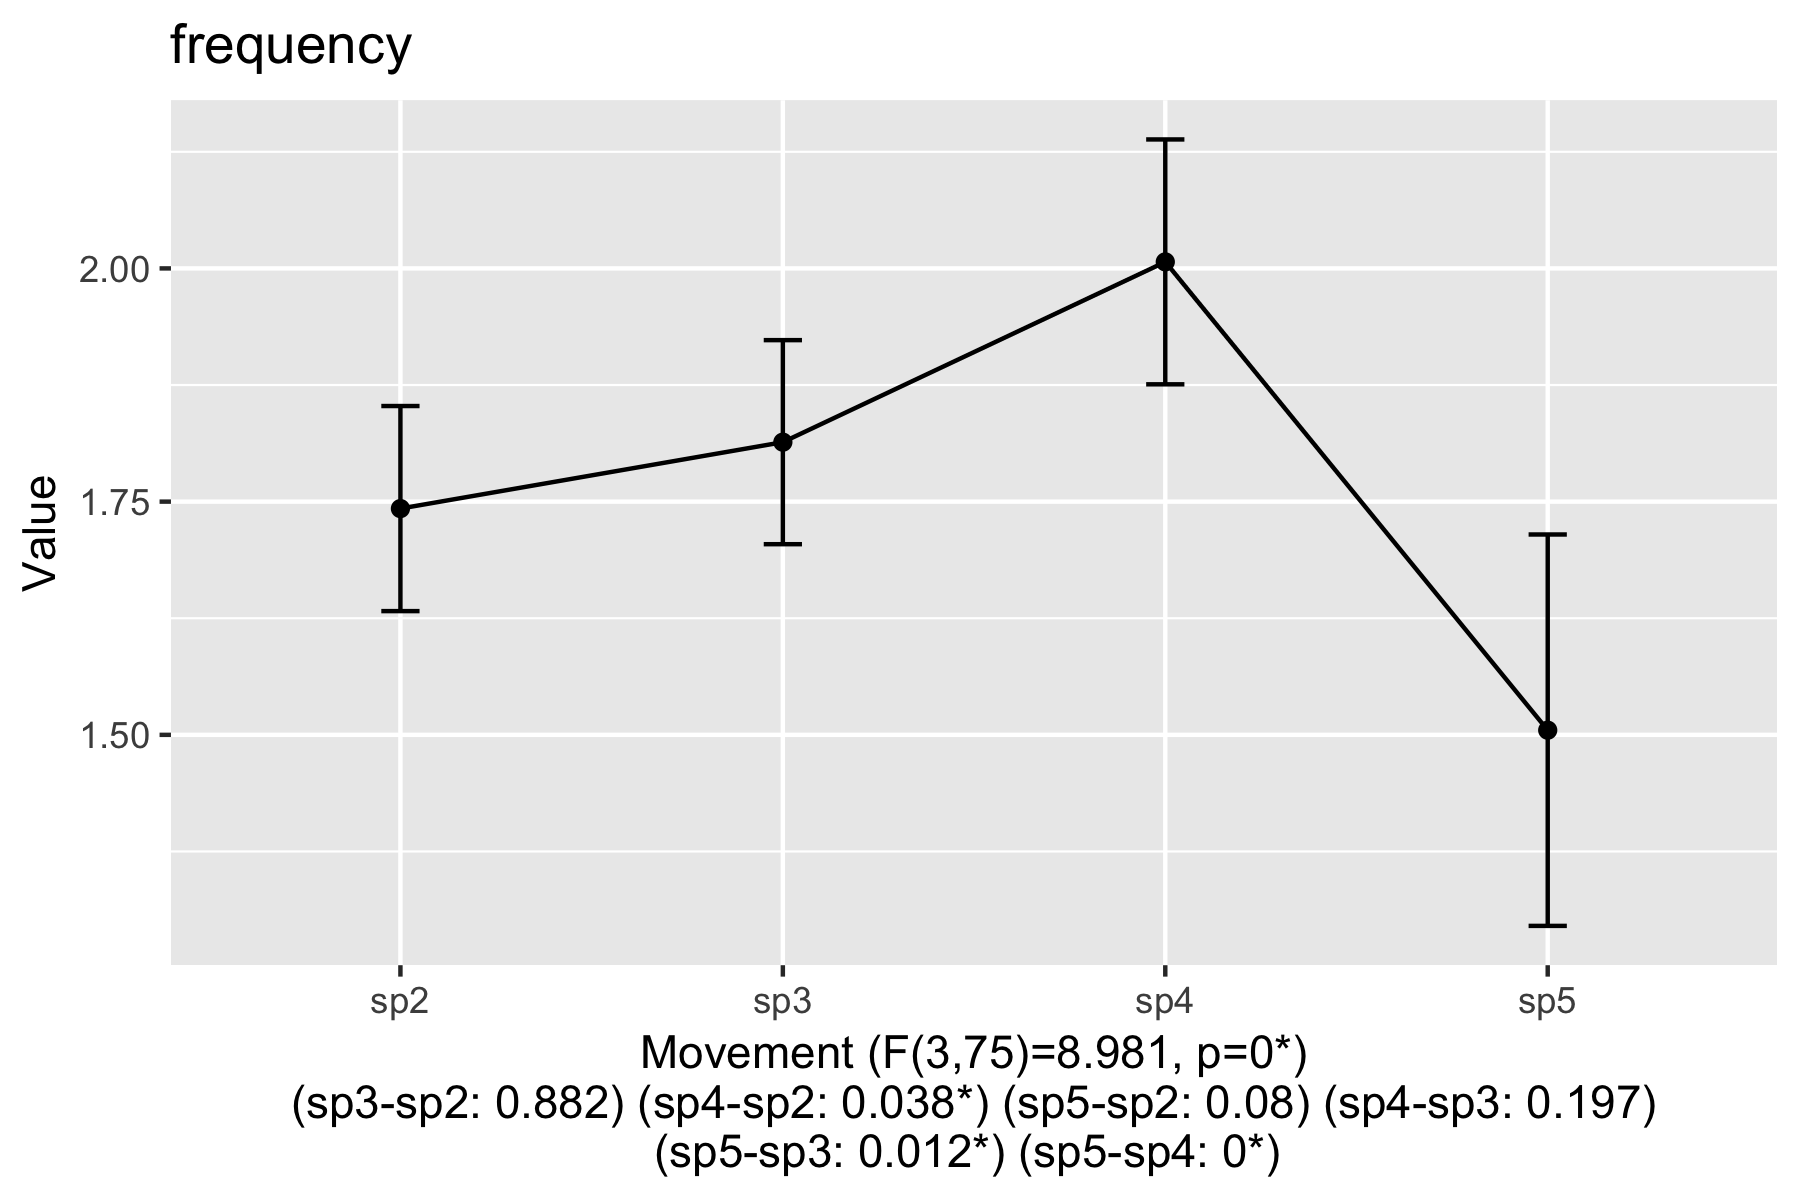 frequency
Value
2.00
1.75
1.50
sp2 sp3 sp4 sp5
Movement (F(3,75)=8.981, p=0*)
(sp3-sp2: 0.882) (sp4-sp2: 0.038*) (sp5-sp2: 0.08) (sp4-sp3: 0.197)
(sp5-sp3: 0.012*) (sp5-sp4: 0*)